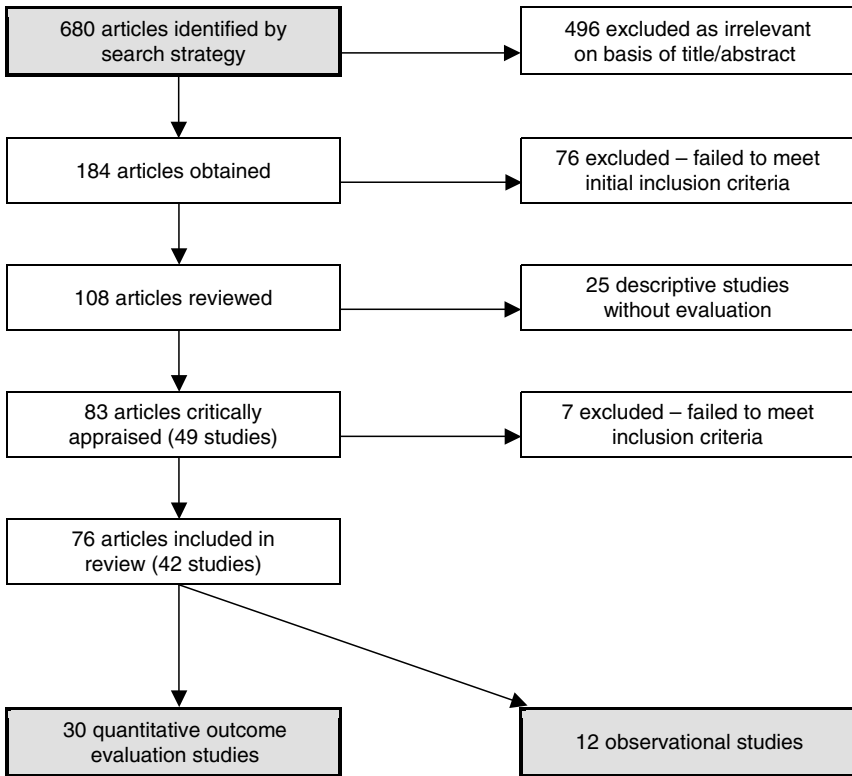 680 articles identified by
search strategy
496 excluded as irrelevant
on basis of title/abstract
184 articles obtained
76 excluded – failed to meet
initial inclusion criteria
108 articles reviewed
25 descriptive studies
without evaluation
83 articles critically
appraised (49 studies)
7 excluded – failed to meet
inclusion criteria
76 articles included in
review (42 studies)
30 quantitative outcome
evaluation studies
12 observational studies